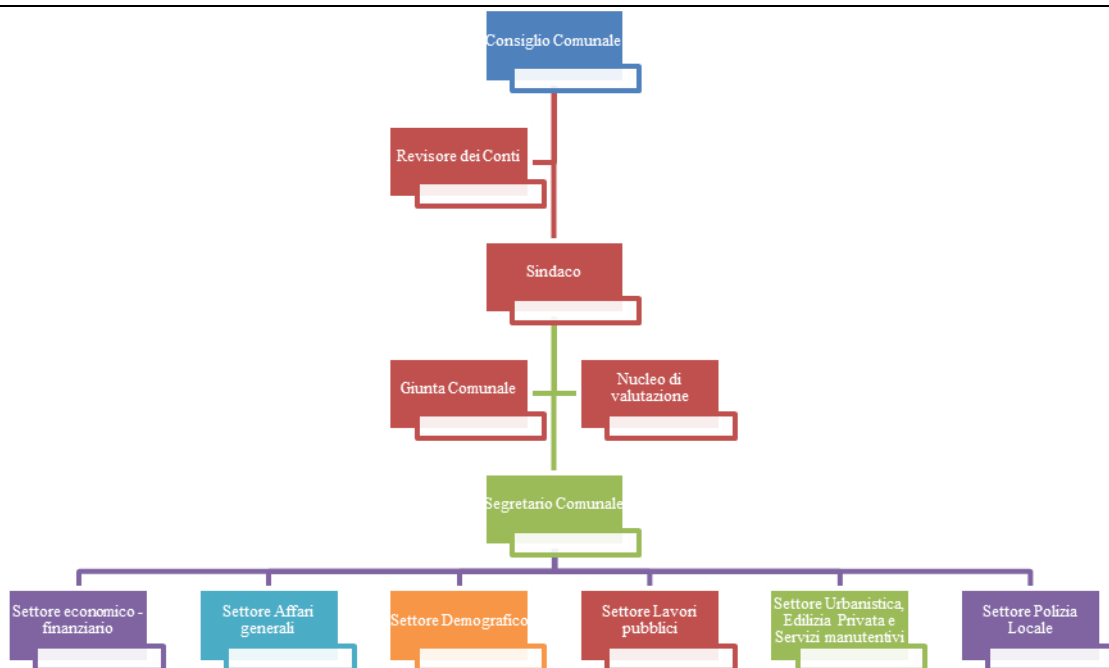 Consiglio Comunale
Revisore dei Conti
Sindaco
Giunta Comunale
Nucleo di
valutazione
Segretario Comunale
Settore economico -
finanziario
Settore Affari
generali
Settore Demografico
Settore Lavori
pubblici
Settore Urbanistica,
Edilizia Privata e
Servizi manutentivi
Settore Polizia
Locale